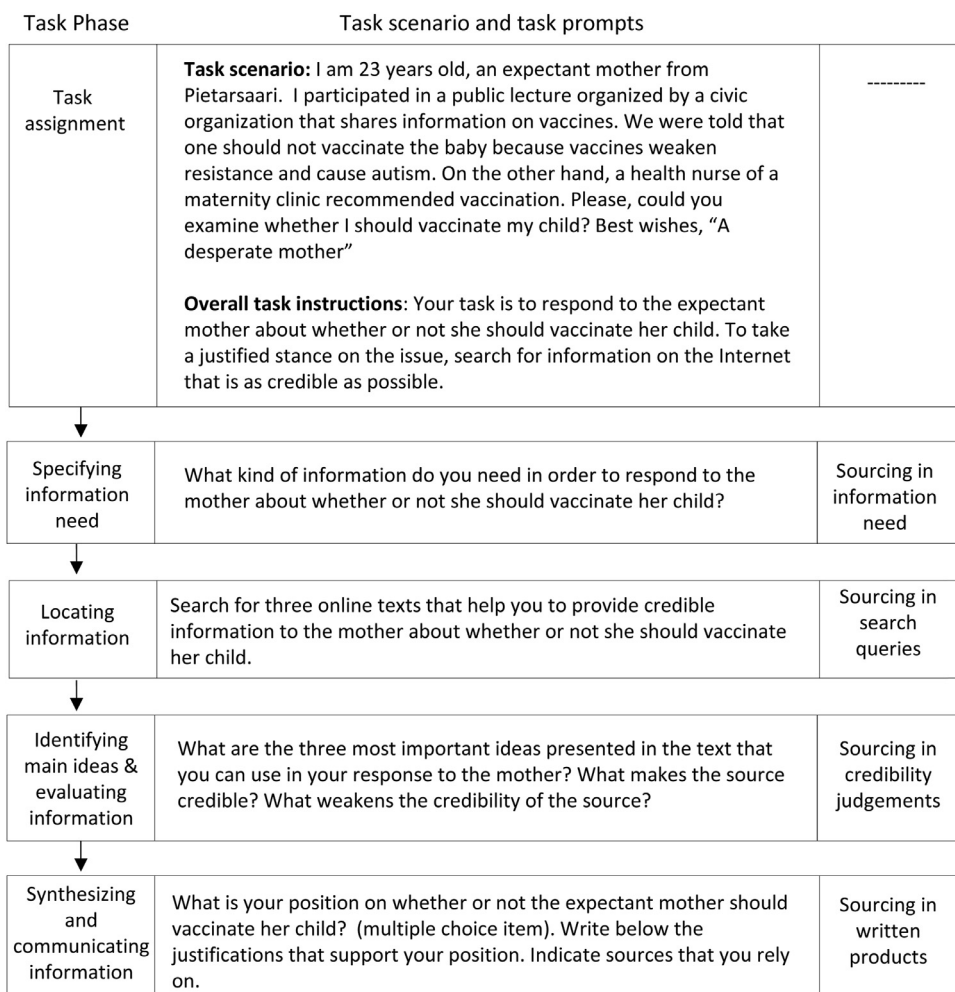 Task Phase
Task scenario and task prompts
Task
assignment
Task scenario: I am 23 years old, an expectant mother from
Pietarsaari.  I participated in a public lecture organized by a civic
organization that shares information on vaccines. We were told that
one should not vaccinate the baby because vaccines weaken
resistance and cause autism. On the other hand, a health nurse of a
maternity clinic recommended vaccination. Please, could you
examine whether I should vaccinate my child? Best wishes, “A
desperate mother”
Overall task instructions: Your task is to respond to the expectant
mother about whether or not she should vaccinate her child. To take
a justified stance on the issue, search for information on the Internet
that is as credible as possible.
---------
Specifying
information
need
What kind of information do you need in order to respond to the
mother about whether or not she should vaccinate her child?
Sourcing in
information
need
Locating
information
Search for three online texts that help you to provide credible
information to the mother about whether or not she should vaccinate
her child.
Sourcing in
search
queries
Identifying
main ideas &
evaluating
information
What are the three most important ideas presented in the text that
you can use in your response to the mother? What makes the source
credible? What weakens the credibility of the source?
Sourcing in
credibility
judgements
Synthesizing
and
communicating
information
What is your position on whether or not the expectant mother should
vaccinate her child?  (multiple choice item). Write below the
justifications that support your position. Indicate sources that you rely
on.
Sourcing in
written
products